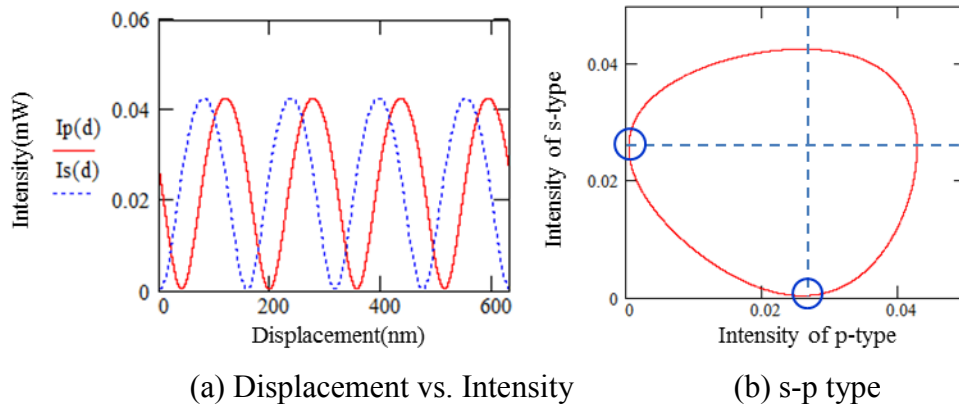 0.06
0.04
0.02
0
Intensity(mW)
Ip(d)
Is(d)
0
200
400
600
Displacement(nm)
(a) Displacement vs. Intensity
0.04
0.02
0
Intensity of s-type
0
0.02
0.04
Intensity of p-type
(b) s-p type